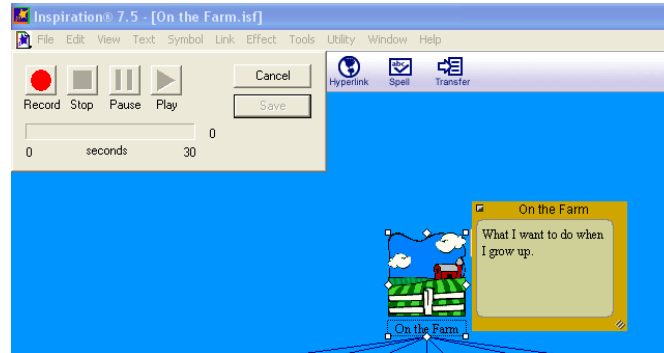 Inspiration® 7.5 - [On the Farm.isf]
File Edit View Text Symbol Link Effect Tools Utility Window Help
Record Stop Pause Play
Cancel
Save
0
0 seconds 30
Hyperlink Spell Transfer
abc
On the Farm
What I want to do when
I grow up.
On the Farm